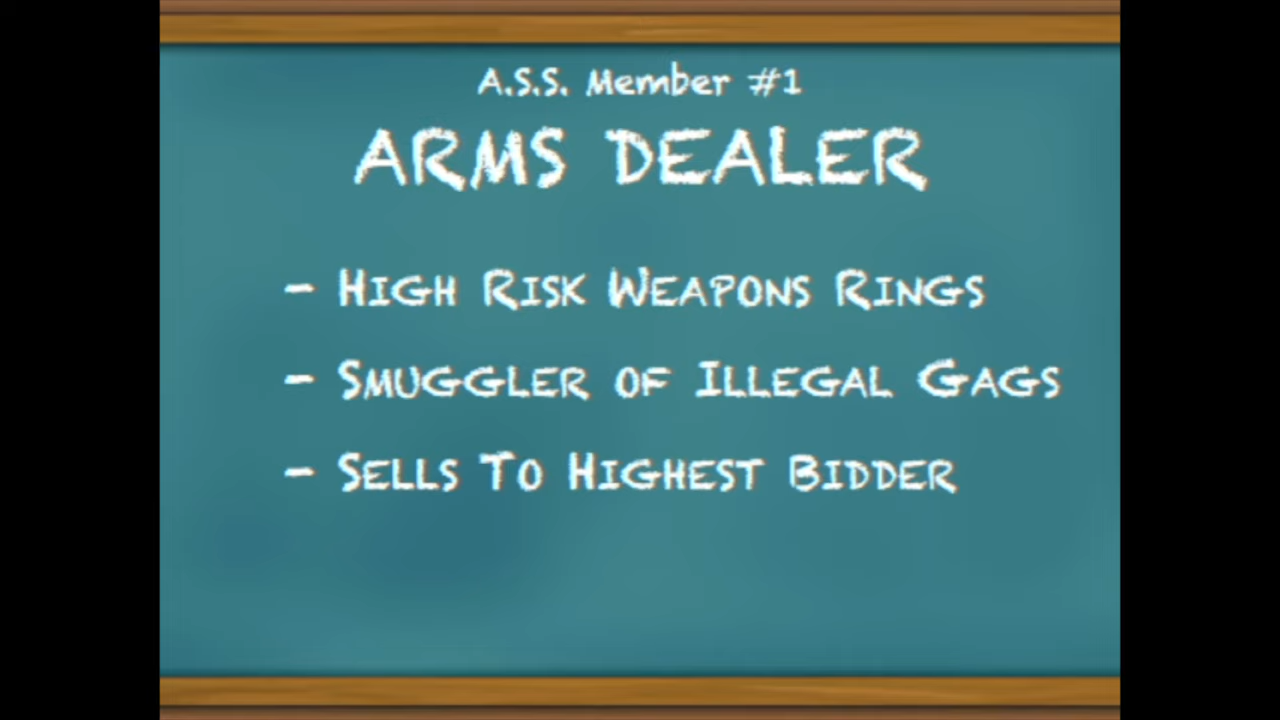 A.S.S. Member #1
ARMS DEALER
- HIGH RISK WEAPONS RINGS
- SMUGGLER OF ILLEGAL GAGS
- SELLS TO HIGHEST BIDDER